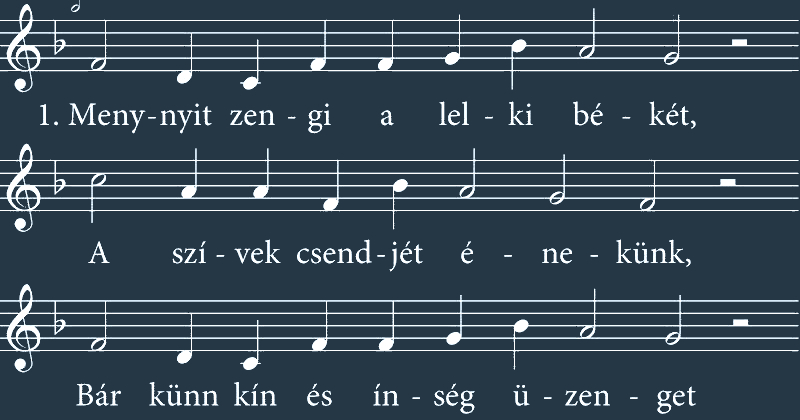 1. Meny-nyit zen - gi a lel - ki bé - két,
A szí - vek csend-jét é - ne - künk,
Bár künn kín és ín - ség ü - zen - get